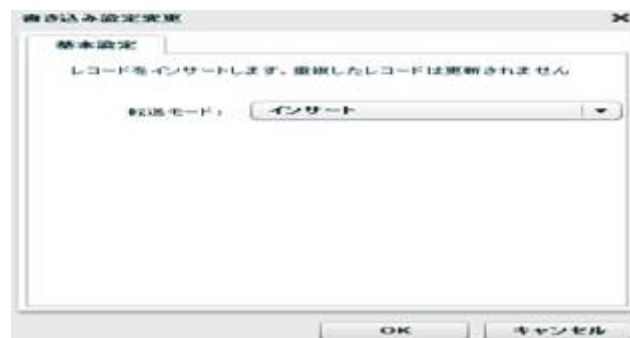 書き込み設定変更
基本設定
レコードをインサートします。重複したレコードは更新されません
転送モード: インサート
OK キャンセル